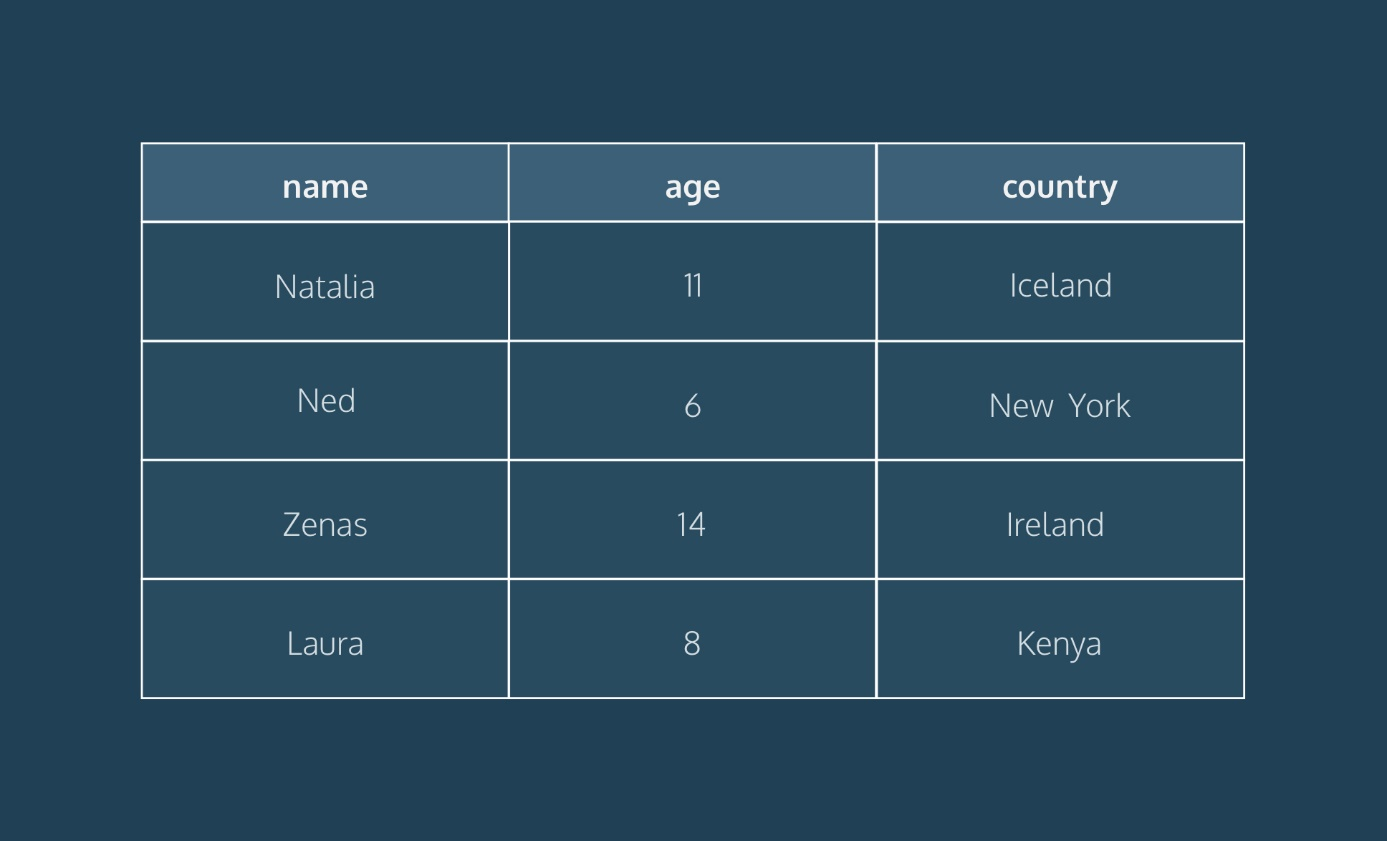 name age country
Natalia 11 Iceland
Ned 6 New York
Zenas 14 Ireland
Laura 8 Kenya